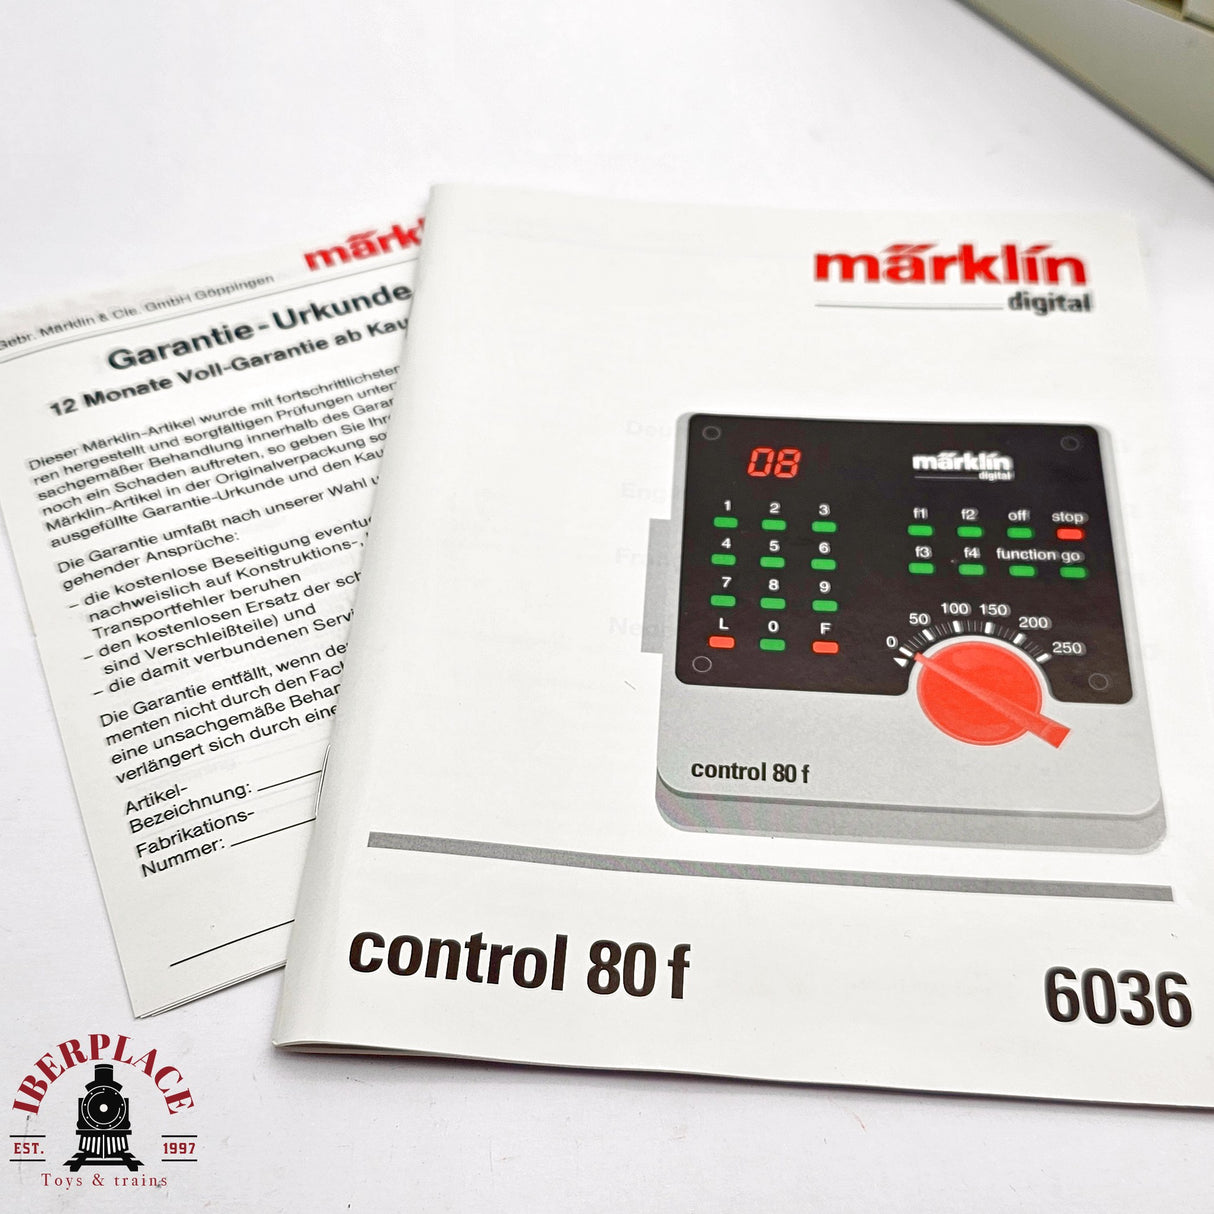 märkl
Gebr. Märklin & Cie. GmbH Göppingen
Garantie-Urkunde
12 Monate Voll-Garantie ab Kau
Dieser Märklin-Artikel wurde mit fortschrittlichsten
ren hergestellt und sorgfältigen Prüfungen unter
sachgemäßer Behandlung innerhalb des Garan
noch ein Schaden auftreten, so geben Sie Ihre
Märklin-Artikel in der Originalverpackung so
ausgefüllte Garantie-Urkunde und den Kau
Die Garantie umfaßt nach unserer Wahl u
gehender Ansprüche:
– die kostenlose Beseitigung eventue
nachweislich auf Konstruktions-,
Transportfehler beruhen
– den kostenlosen Ersatz der sch
sind Verschleißteile) und
– die damit verbundenen Servi
Die Garantie entfällt, wenn de
menten nicht durch den Fach
eine unsachgemäße Behan
verlängert sich durch eine
Artikel-
Bezeichnung:
Fabrikations-
Nummer:
märklin
digital
08
märklin
digital
1 2 3
4 5 6
7 8 9
L 0 F
f1 f2 off stop
f3 f4 function go
0 50 100 150 200 250
control 80 f
control 80 f
6036
IBERPLACE
EST. 1997
Toys & trains